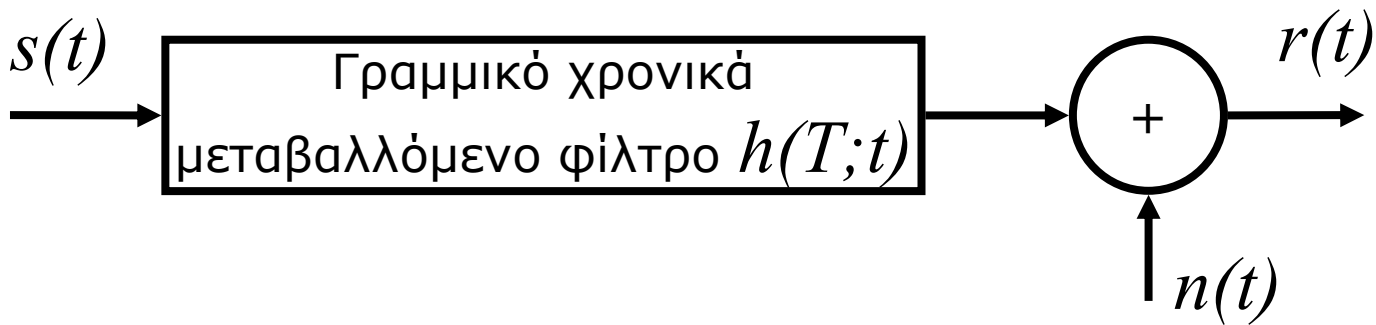 s(t)
Γραμμικό χρονικά
μεταβαλλόμενο φίλτρο h(T;t)
+
r(t)
n(t)